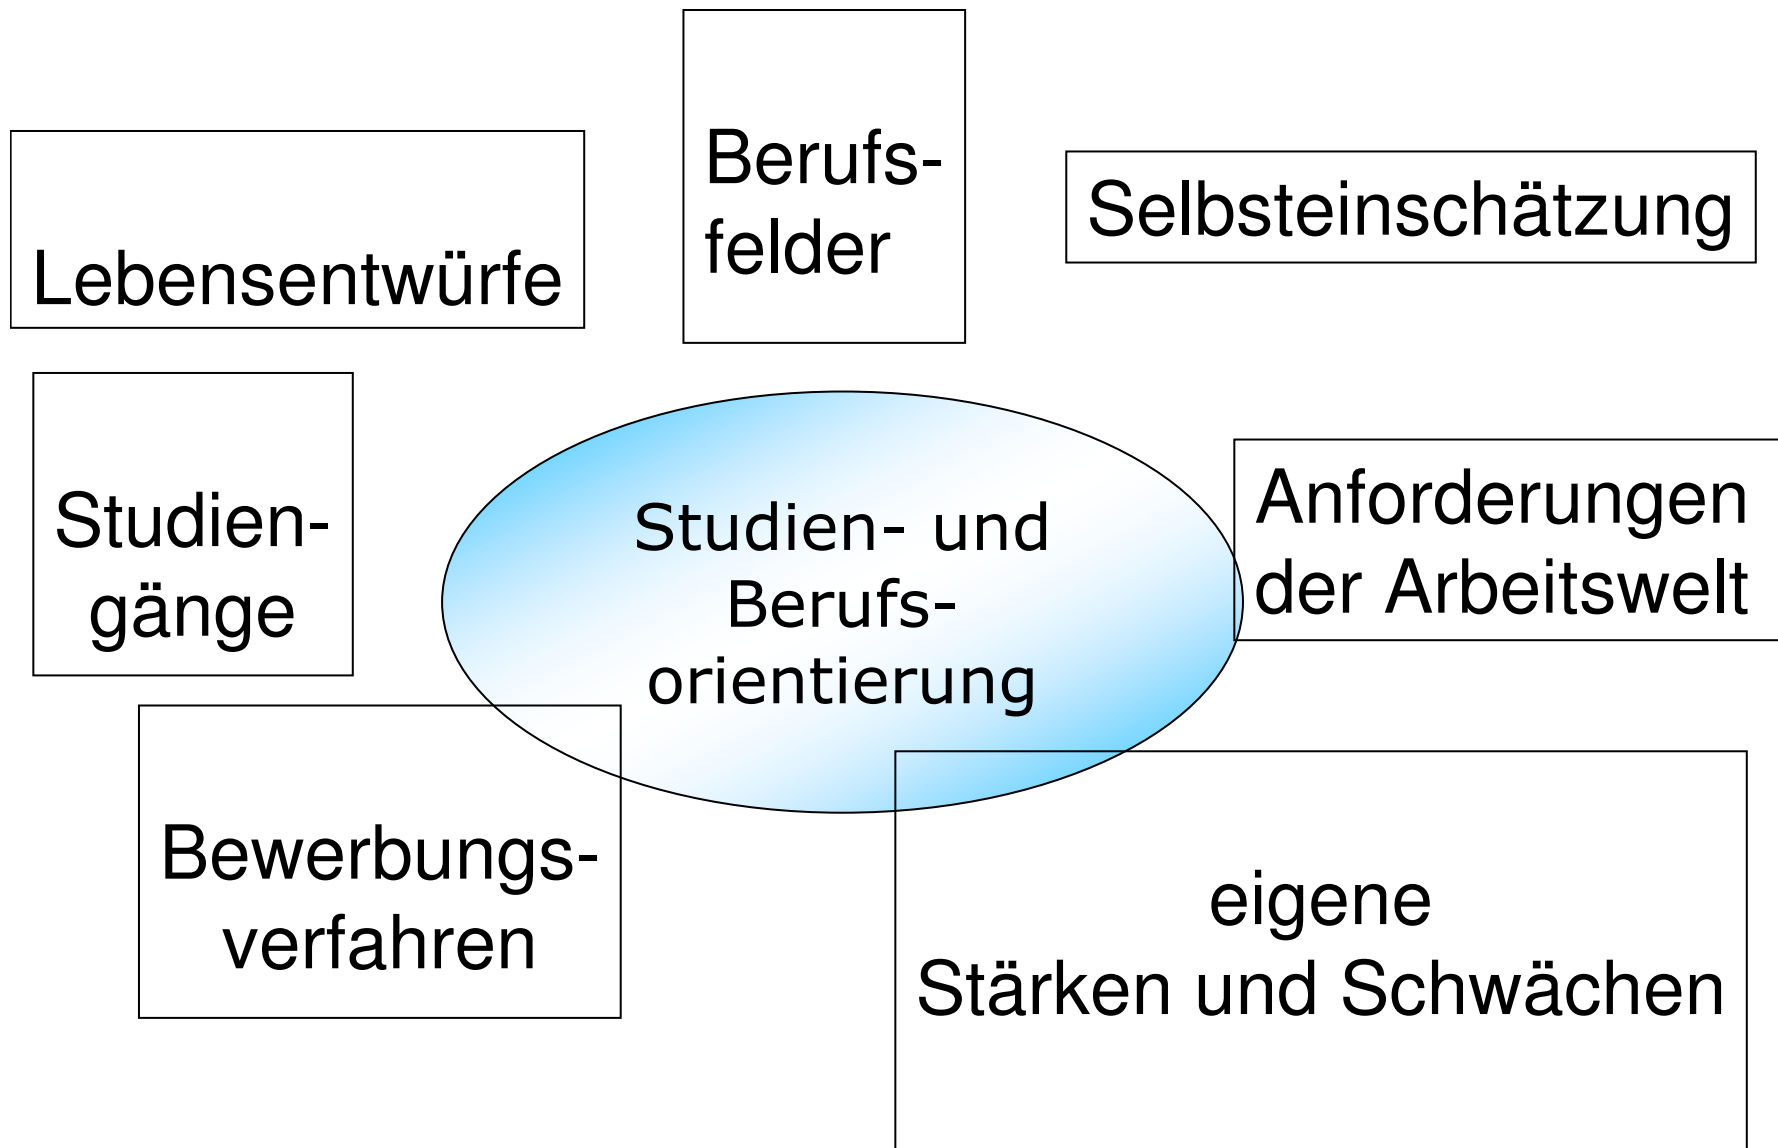 Berufs-
felder
Selbsteinschätzung
Lebensentwürfe
Studien-
gänge
Studien- und
Berufs-
orientierung
Anforderungen
der Arbeitswelt
Bewerbungs-
verfahren
eigene
Stärken und Schwächen